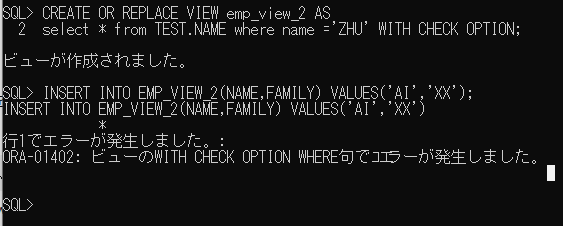 SQL> CREATE OR REPLACE VIEW emp_view_2 AS
2 select * from TEST.NAME where name ='ZHU' WITH CHECK OPTION;
ビューが作成されました。
SQL> INSERT INTO EMP_VIEW_2(NAME,FAMILY) VALUES('AI','XX');
INSERT INTO EMP_VIEW_2(NAME,FAMILY) VALUES('AI','XX')
*
行1でエラーが発生しました。:
ORA-01402: ビューのWITH CHECK OPTION WHERE句でエラーが発生しました。
SQL>